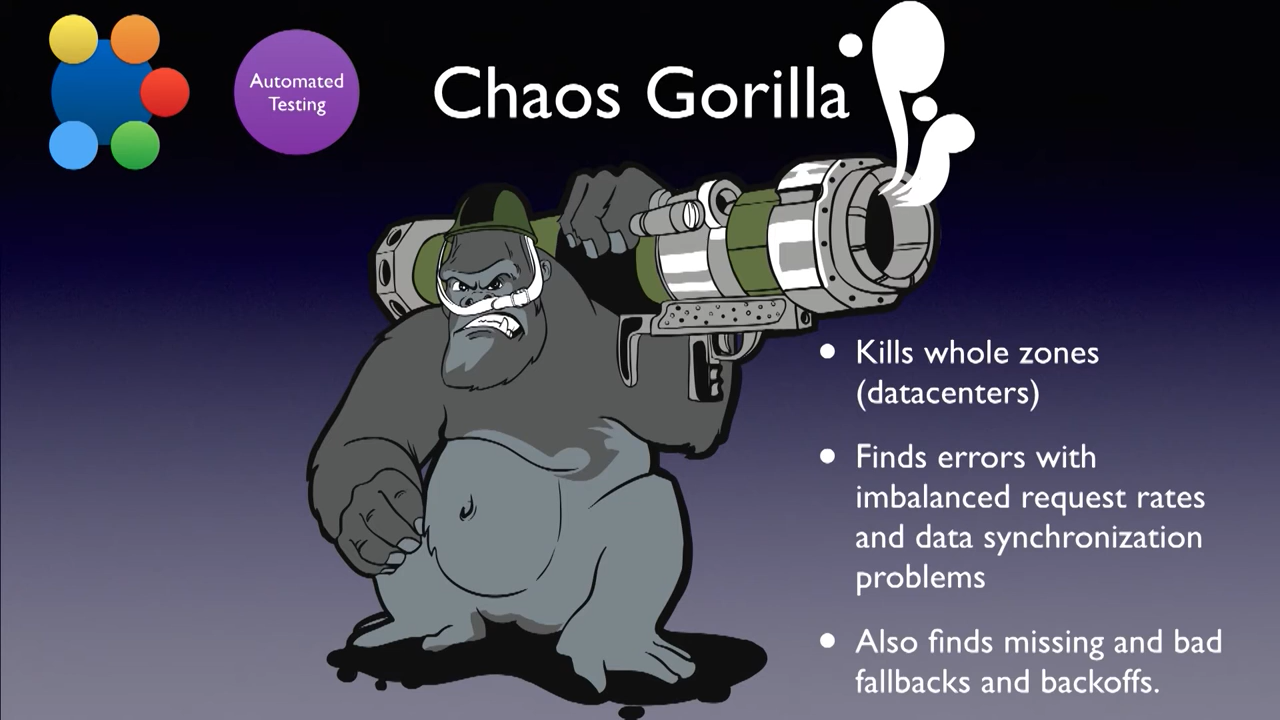 Automated
Testing
Chaos Gorilla
• Kills whole zones
(datacenters)
• Finds errors with
imbalanced request rates
and data synchronization
problems
• Also finds missing and bad
fallbacks and backoffs.